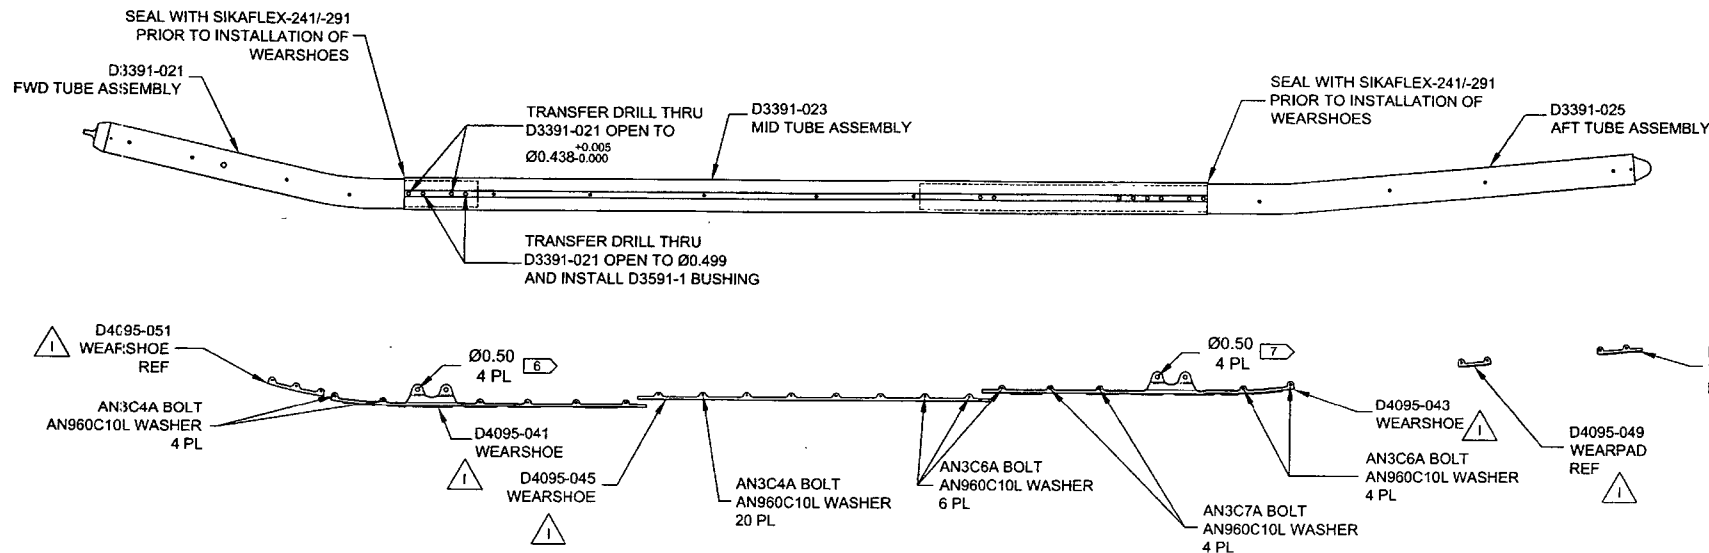 SEAL WITH SIKAFLEX-241/-291
PRIOR TO INSTALLATION OF
WEARSHOES
D3391-021
FWD TUBE ASSEMBLY
TRANSFER DRILL THRU
D3391-021 OPEN TO
Ø0.438 +0.005 -0.000
D3391-023
MID TUBE ASSEMBLY
SEAL WITH SIKAFLEX-241/-291
PRIOR TO INSTALLATION OF
WEARSHOES
D3391-025
AFT TUBE ASSEMBLY
TRANSFER DRILL THRU
D3391-021 OPEN TO Ø0.499
AND INSTALL D3591-1 BUSHING
1
D4095-051
WEARSHOE
REF
Ø0.50
4 PL
6
Ø0.50
4 PL
7
AN3C4A BOLT
AN960C10L WASHER
4 PL
D4095-041
WEARSHOE
1
D4095-045
WEARSHOE
1
AN3C4A BOLT
AN960C10L WASHER
20 PL
AN3C6A BOLT
AN960C10L WASHER
6 PL
AN3C7A BOLT
AN960C10L WASHER
4 PL
AN3C6A BOLT
AN960C10L WASHER
4 PL
D4095-043
WEARSHOE
1
D4095-049
WEARPAD
REF
1